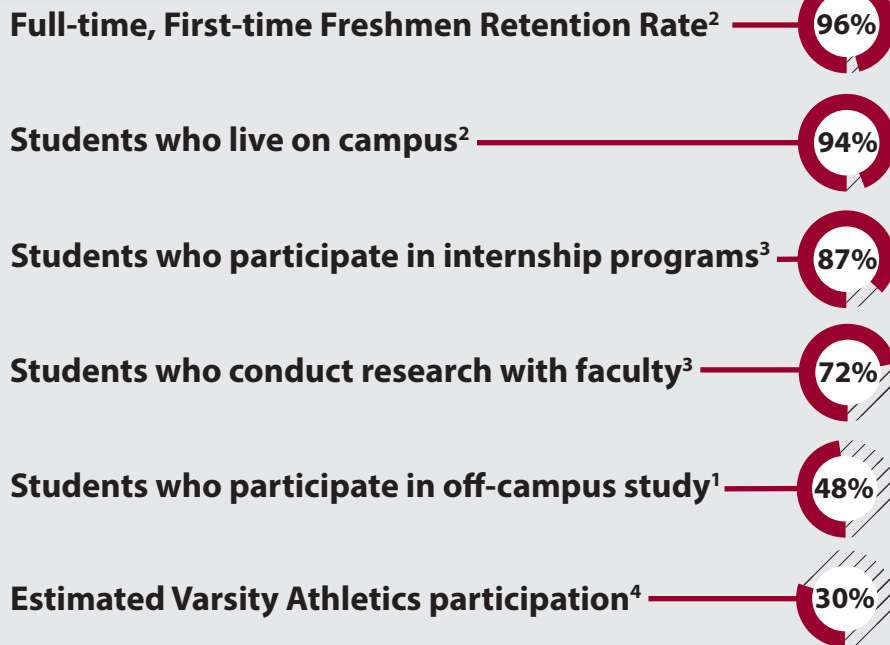 Full-time, First-time Freshmen Retention Rate² 96%
Students who live on campus² 94%
Students who participate in internship programs³ 87%
Students who conduct research with faculty³ 72%
Students who participate in off-campus study¹ 48%
Estimated Varsity Athletics participation⁴ 30%